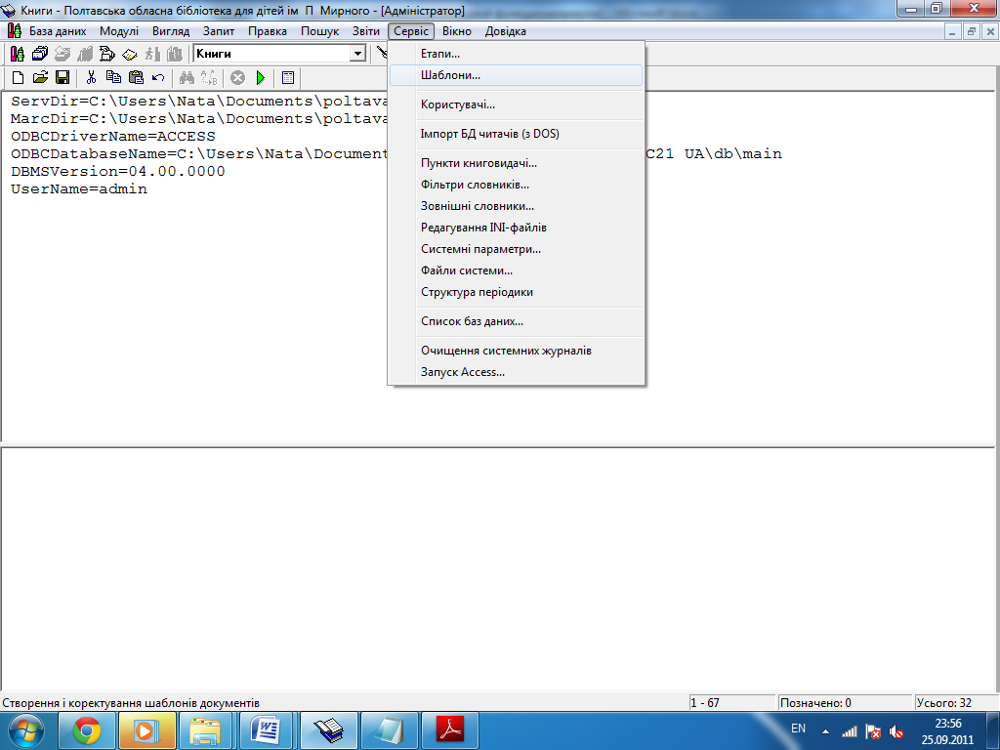 Книги - Полтавська обласна бібліотека для дітей ім П Мирного - [Адміністратор]
База даних Модулі Вигляд Запит Правка Пошук Звіти Сервіс Вікно Довідка
Книги
Етапи...
Шаблони...
Користувачі...
Імпорт БД читачів (з DOS)
Пункти книговидачі...
Фільтри словників...
Зовнішні словники...
Редагування INI-файлів
Системні параметри...
Файли системи...
Структура періодики
Список баз даних...
Очищення системних журналів
Запуск Access...
ServDir=C:\Users\Nata\Documents\poltava
MarcDir=C:\Users\Nata\Documents\poltava
ODBCDriverName=ACCESS
ODBCDatabaseName=C:\Users\Nata\Document C21 UA\db\main
DBMSVersion=04.00.0000
UserName=admin
Створення і коректування шаблонів документів 1 - 67 Позначено: 0 Усього: 32
EN 23:56
25.09.2011